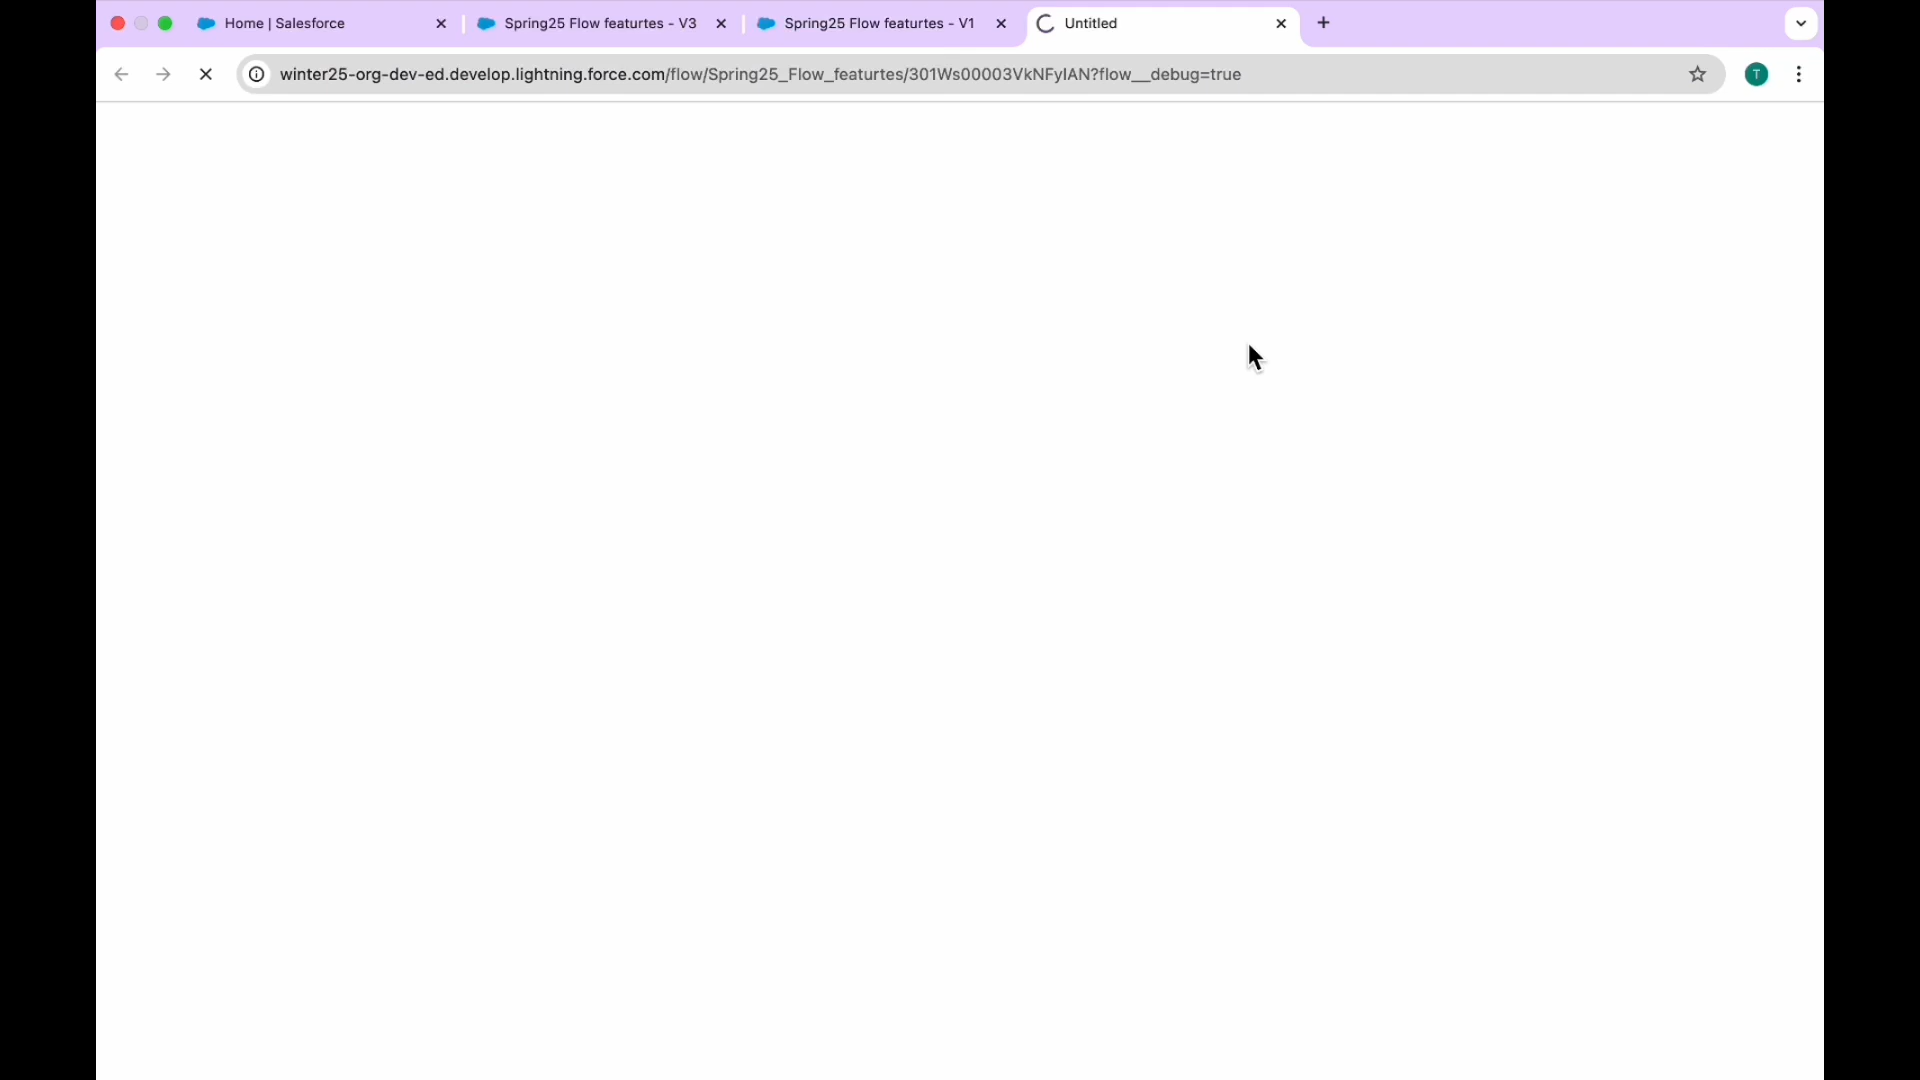 Home | Salesforce
Spring25 Flow featurtes - V3
Spring25 Flow featurtes - V1
Untitled
winter25-org-dev-ed.develop.lightning.force.com/flow/Spring25_Flow_featurtes/301Ws00003VkNFyIAN?flow__debug=true
T